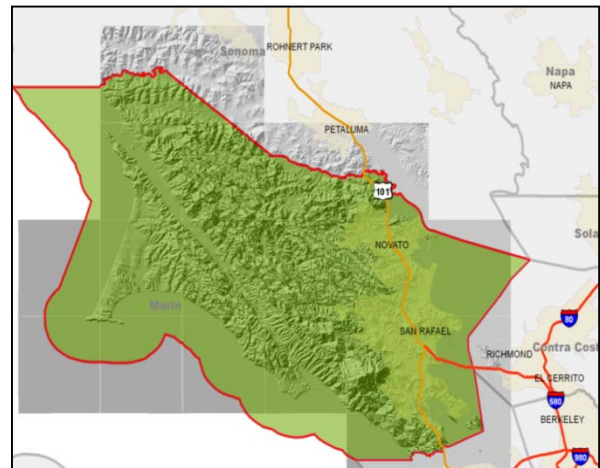 Sonoma
ROHNERT PARK
Napa
NAPA
PETALUMA
101
Sola
NOVATO
Marin
80
SAN RAFAEL
RICHMOND
Contra Cost
EL CERRITO
580
BERKELEY
980